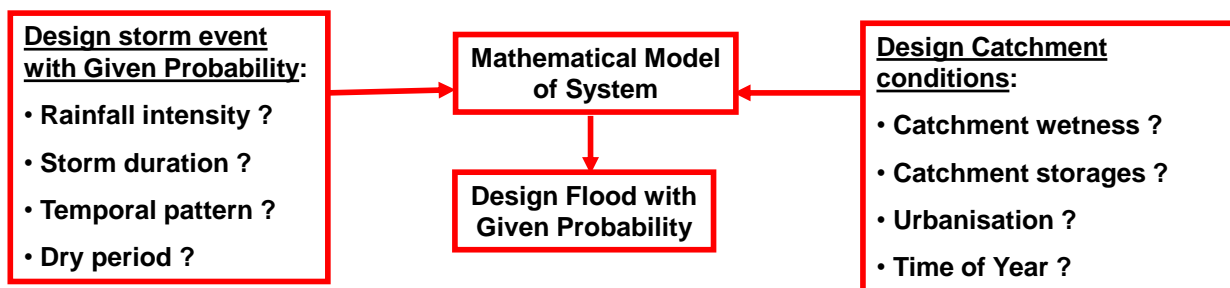 Design storm event
with Given Probability:
• Rainfall intensity ?
• Storm duration ?
• Temporal pattern ?
• Dry period ?
Mathematical Model
of System
Design Flood with
Given Probability
Design Catchment
conditions:
• Catchment wetness ?
• Catchment storages ?
• Urbanisation ?
• Time of Year ?